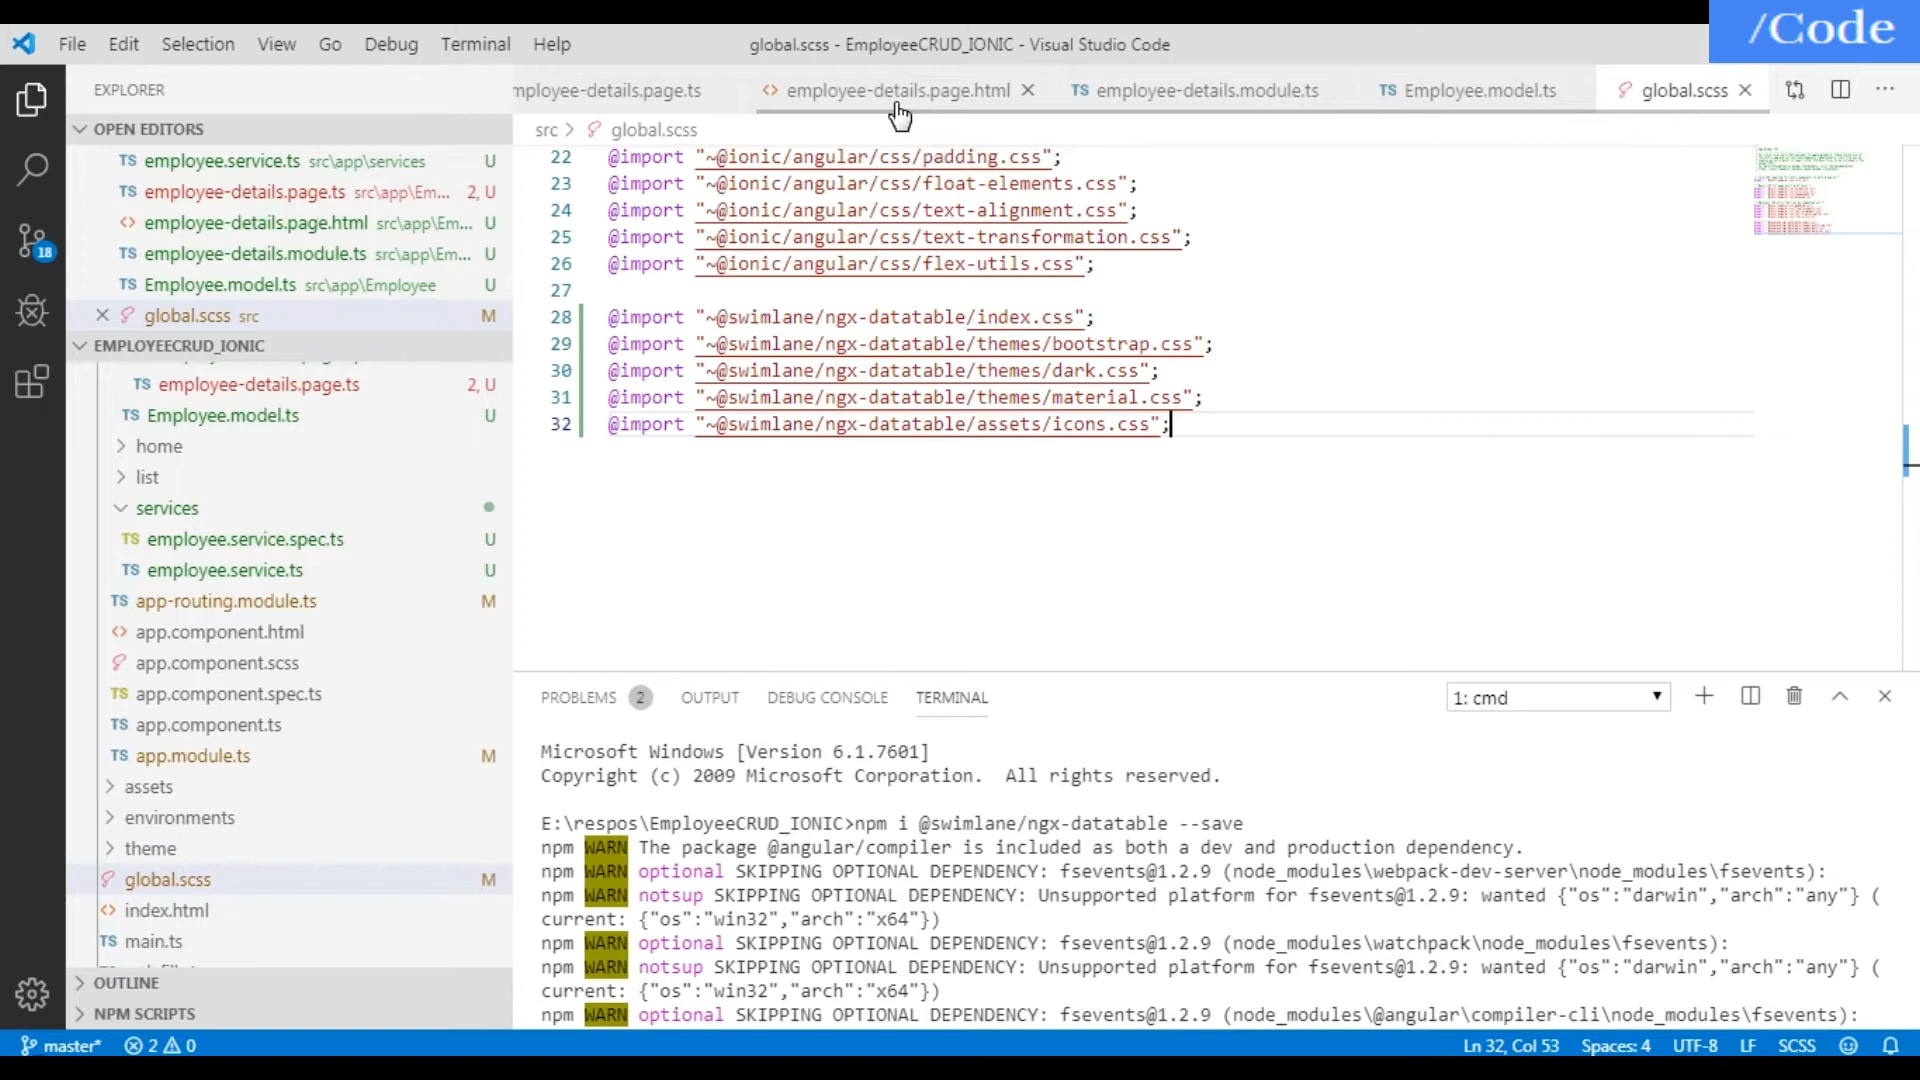 /Code
File Edit Selection View Go Debug Terminal Help
global.scss - EmployeeCRUD_IONIC - Visual Studio Code
EXPLORER
mployee-details.page.ts
<> employee-details.page.html
TS employee-details.module.ts
TS Employee.model.ts
global.scss
OPEN EDITORS
src > global.scss
TS employee.service.ts src\app\services U
TS employee-details.page.ts src\app\Em... 2, U
<> employee-details.page.html src\app\Em... U
TS employee-details.module.ts src\app\Em... U
TS Employee.model.ts src\app\Employee U
global.scss src M
EMPLOYEECRUD_IONIC
TS employee-details.page.ts 2, U
TS Employee.model.ts U
home
list
services
TS employee.service.spec.ts U
TS employee.service.ts U
TS app-routing.module.ts M
<> app.component.html
app.component.scss
TS app.component.spec.ts
TS app.component.ts
TS app.module.ts M
assets
environments
theme
global.scss M
<> index.html
TS main.ts
OUTLINE
NPM SCRIPTS
18
22 @import "~@ionic/angular/css/padding.css";
23 @import "~@ionic/angular/css/float-elements.css";
24 @import "~@ionic/angular/css/text-alignment.css";
25 @import "~@ionic/angular/css/text-transformation.css";
26 @import "~@ionic/angular/css/flex-utils.css";
27
28 @import "~@swimlane/ngx-datatable/index.css";
29 @import "~@swimlane/ngx-datatable/themes/bootstrap.css";
30 @import "~@swimlane/ngx-datatable/themes/dark.css";
31 @import "~@swimlane/ngx-datatable/themes/material.css";
32 @import "~@swimlane/ngx-datatable/assets/icons.css";
PROBLEMS 2 OUTPUT DEBUG CONSOLE TERMINAL 1: cmd
Microsoft Windows [Version 6.1.7601]
Copyright (c) 2009 Microsoft Corporation. All rights reserved.
E:\respos\EmployeeCRUD_IONIC>npm i @swimlane/ngx-datatable --save
npm WARN The package @angular/compiler is included as both a dev and production dependency.
npm WARN optional SKIPPING OPTIONAL DEPENDENCY: fsevents@1.2.9 (node_modules\webpack-dev-server\node_modules\fsevents):
npm WARN notsup SKIPPING OPTIONAL DEPENDENCY: Unsupported platform for fsevents@1.2.9: wanted {"os":"darwin","arch":"any"} (
current: {"os":"win32","arch":"x64"})
npm WARN optional SKIPPING OPTIONAL DEPENDENCY: fsevents@1.2.9 (node_modules\watchpack\node_modules\fsevents):
npm WARN notsup SKIPPING OPTIONAL DEPENDENCY: Unsupported platform for fsevents@1.2.9: wanted {"os":"darwin","arch":"any"} (
current: {"os":"win32","arch":"x64"})
npm WARN optional SKIPPING OPTIONAL DEPENDENCY: fsevents@1.2.9 (node_modules\@angular\compiler-cli\node_modules\fsevents):
master* 2 0
Ln 32, Col 53 Spaces: 4 UTF-8 LF SCSS